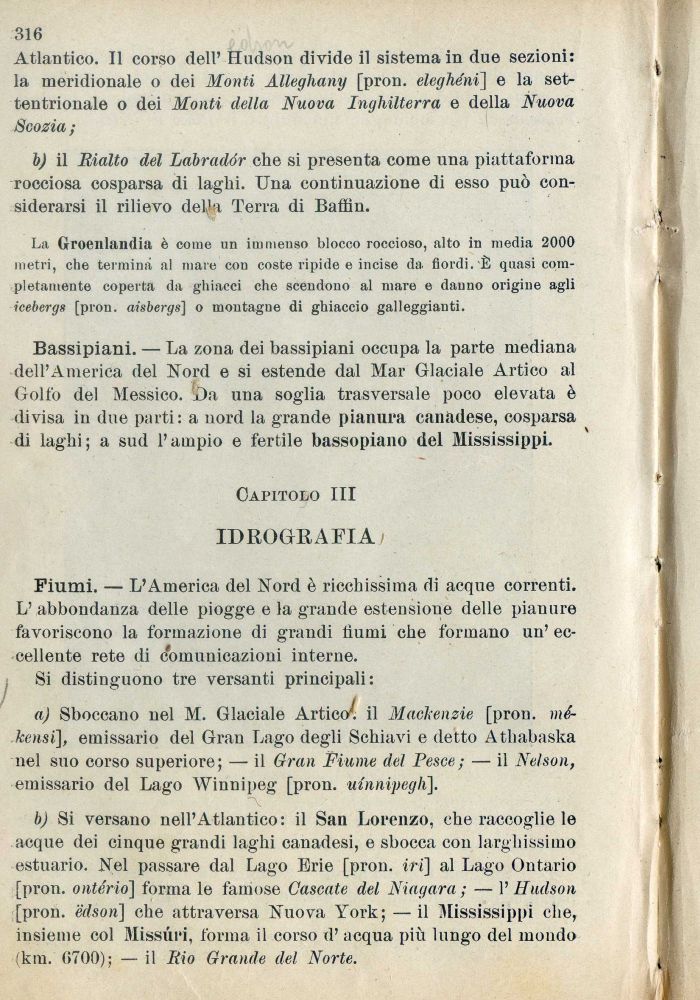 316
Atlantico. Il corso dell' Hudson divide il sistema in due sezioni:
la meridionale o dei Monti Alleghany [pron. eleghéni] e la set-
tentrionale o dei Monti della Nuova Inghilterra e della Nuova
Scozia;
b) il Rialto del Labradór che si presenta come una piattaforma
rocciosa cosparsa di laghi. Una continuazione di esso può con-
siderarsi il rilievo della Terra di Baffin.
La Groenlandia è come un immenso blocco roccioso, alto in media 2000
metri, che termina al mare con coste ripide e incise da fiordi. È quasi com-
pletamente coperta da ghiacci che scendono al mare e danno origine agli
icebergs [pron. aisbergs] o montagne di ghiaccio galleggianti.
Bassipiani. — La zona dei bassipiani occupa la parte mediana
dell'America del Nord e si estende dal Mar Glaciale Artico al
Golfo del Messico. Da una soglia trasversale poco elevata è
divisa in due parti: a nord la grande pianura canadese, cosparsa
di laghi; a sud l'ampio e fertile bassopiano del Mississippi.
CAPITOLO III
IDROGRAFIA
Fiumi. — L'America del Nord è ricchissima di acque correnti.
L' abbondanza delle piogge e la grande estensione delle pianure
favoriscono la formazione di grandi fiumi che formano un' ec-
cellente rete di comunicazioni interne.
Si distinguono tre versanti principali:
a) Sboccano nel M. Glaciale Artico: il Mackenzie [pron. mé-
kensi], emissario del Gran Lago degli Schiavi e detto Athabaska
nel suo corso superiore; — il Gran Fiume del Pesce; — il Nelson,
emissario del Lago Winnipeg [pron. uínnipegh].
b) Si versano nell'Atlantico: il San Lorenzo, che raccoglie le
acque dei cinque grandi laghi canadesi, e sbocca con larghissimo
estuario. Nel passare dal Lago Erie [pron. iri] al Lago Ontario
[pron. ontério] forma le famose Cascate del Niagara; — l' Hudson
[pron. ëdson] che attraversa Nuova York; — il Mississippi che,
insieme col Missúri, forma il corso d' acqua più lungo del mondo
(km. 6700); — il Rio Grande del Norte.